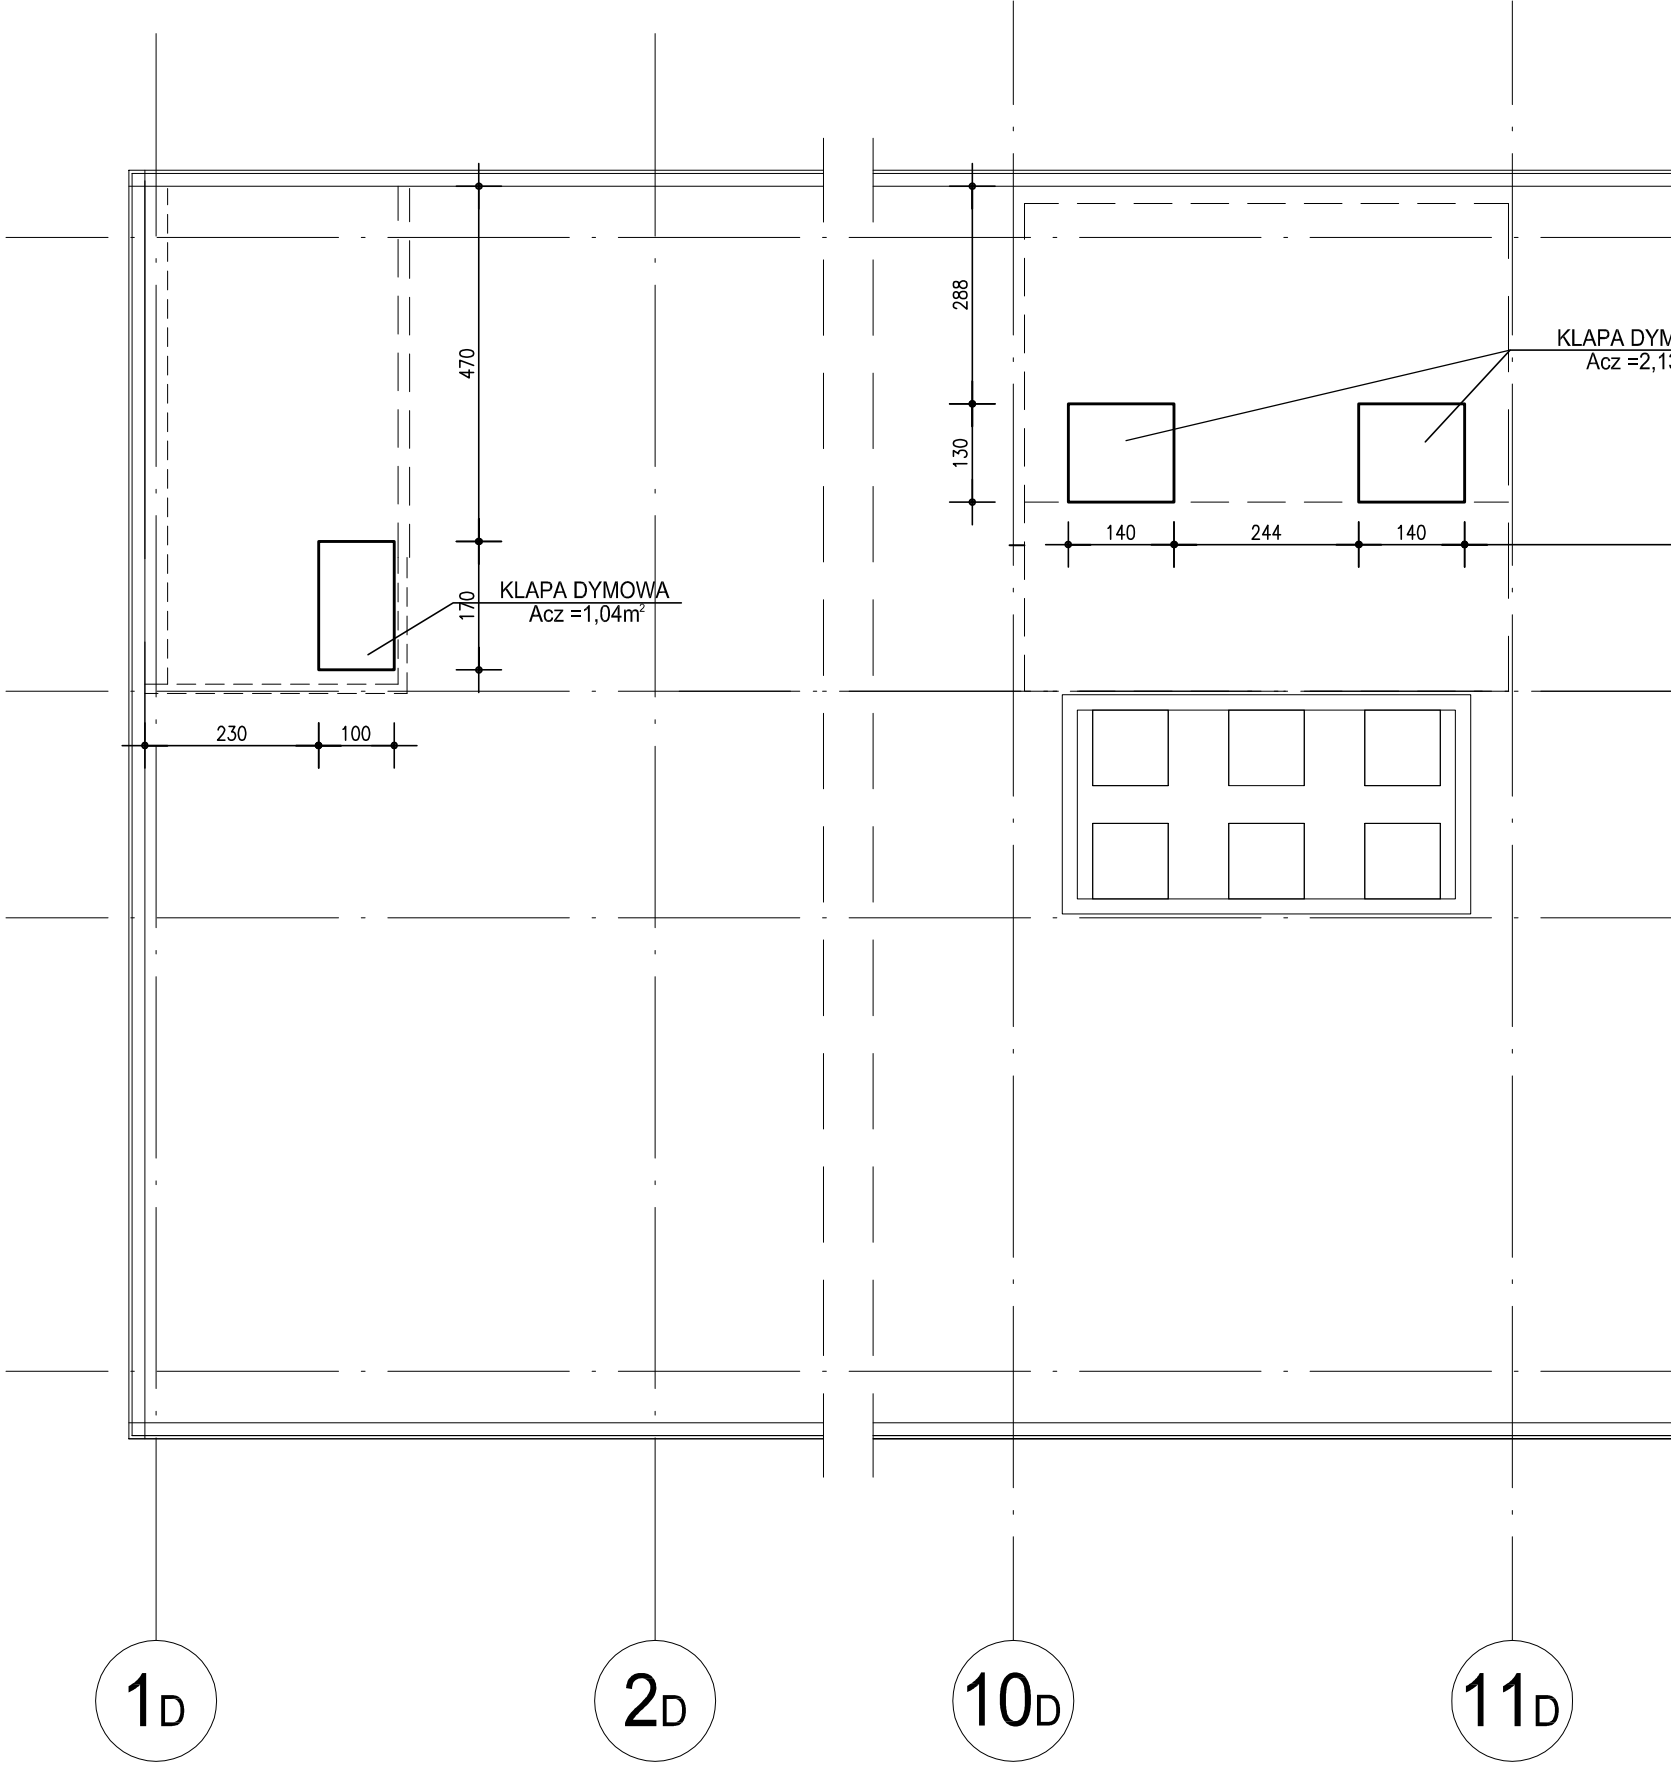 288
KLAPA DYM
Acz =2,13
470
130
140 244 140
KLAPA DYMOWA
Acz =1,04m²
170
230 100
1D 2D 10D 11D